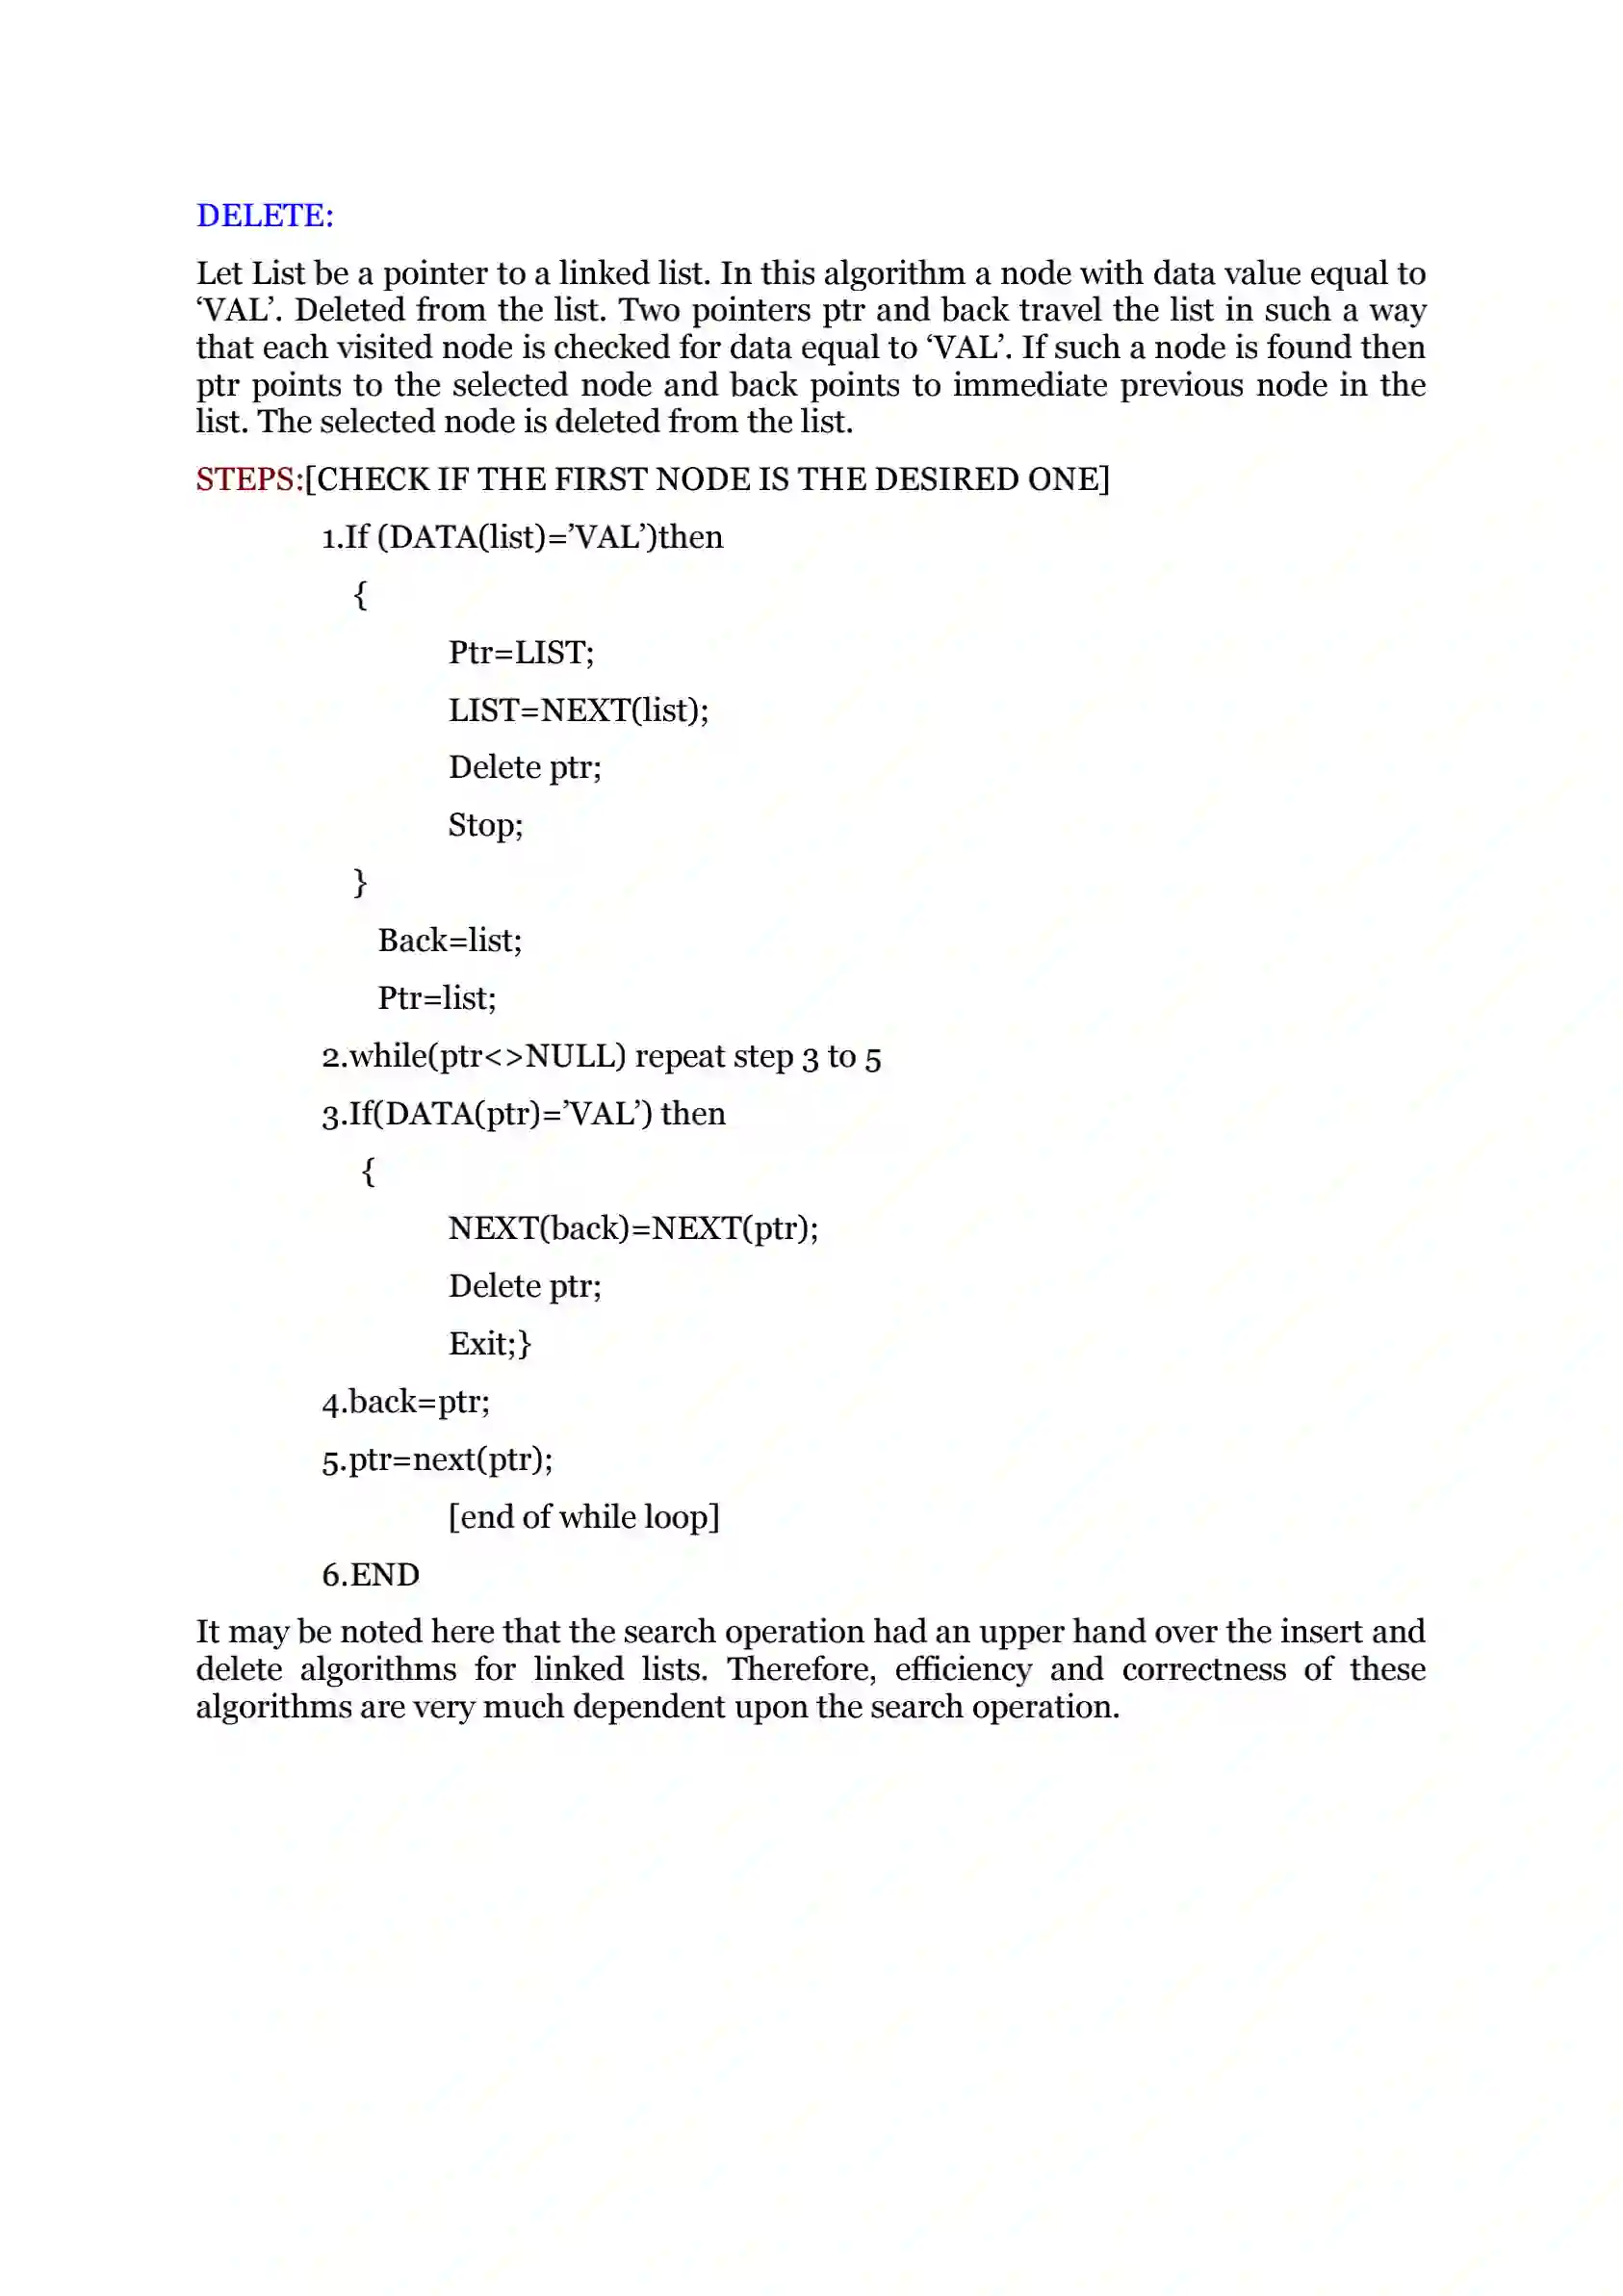 DELETE:
Let List be a pointer to a linked list. In this algorithm a node with data value equal to
‘VAL’. Deleted from the list. Two pointers ptr and back travel the list in such a way
that each visited node is checked for data equal to ‘VAL’. If such a node is found then
ptr points to the selected node and back points to immediate previous node in the
list. The selected node is deleted from the list.
STEPS:[CHECK IF THE FIRST NODE IS THE DESIRED ONE]
1.If (DATA(list)=’VAL’)then
{
Ptr=LIST;
LIST=NEXT(list);
Delete ptr;
Stop;
}
Back=list;
Ptr=list;
2.while(ptr<>NULL) repeat step 3 to 5
3.If(DATA(ptr)=’VAL’) then
{
NEXT(back)=NEXT(ptr);
Delete ptr;
Exit;}
4.back=ptr;
5.ptr=next(ptr);
[end of while loop]
6.END
It may be noted here that the search operation had an upper hand over the insert and
delete algorithms for linked lists. Therefore, efficiency and correctness of these
algorithms are very much dependent upon the search operation.